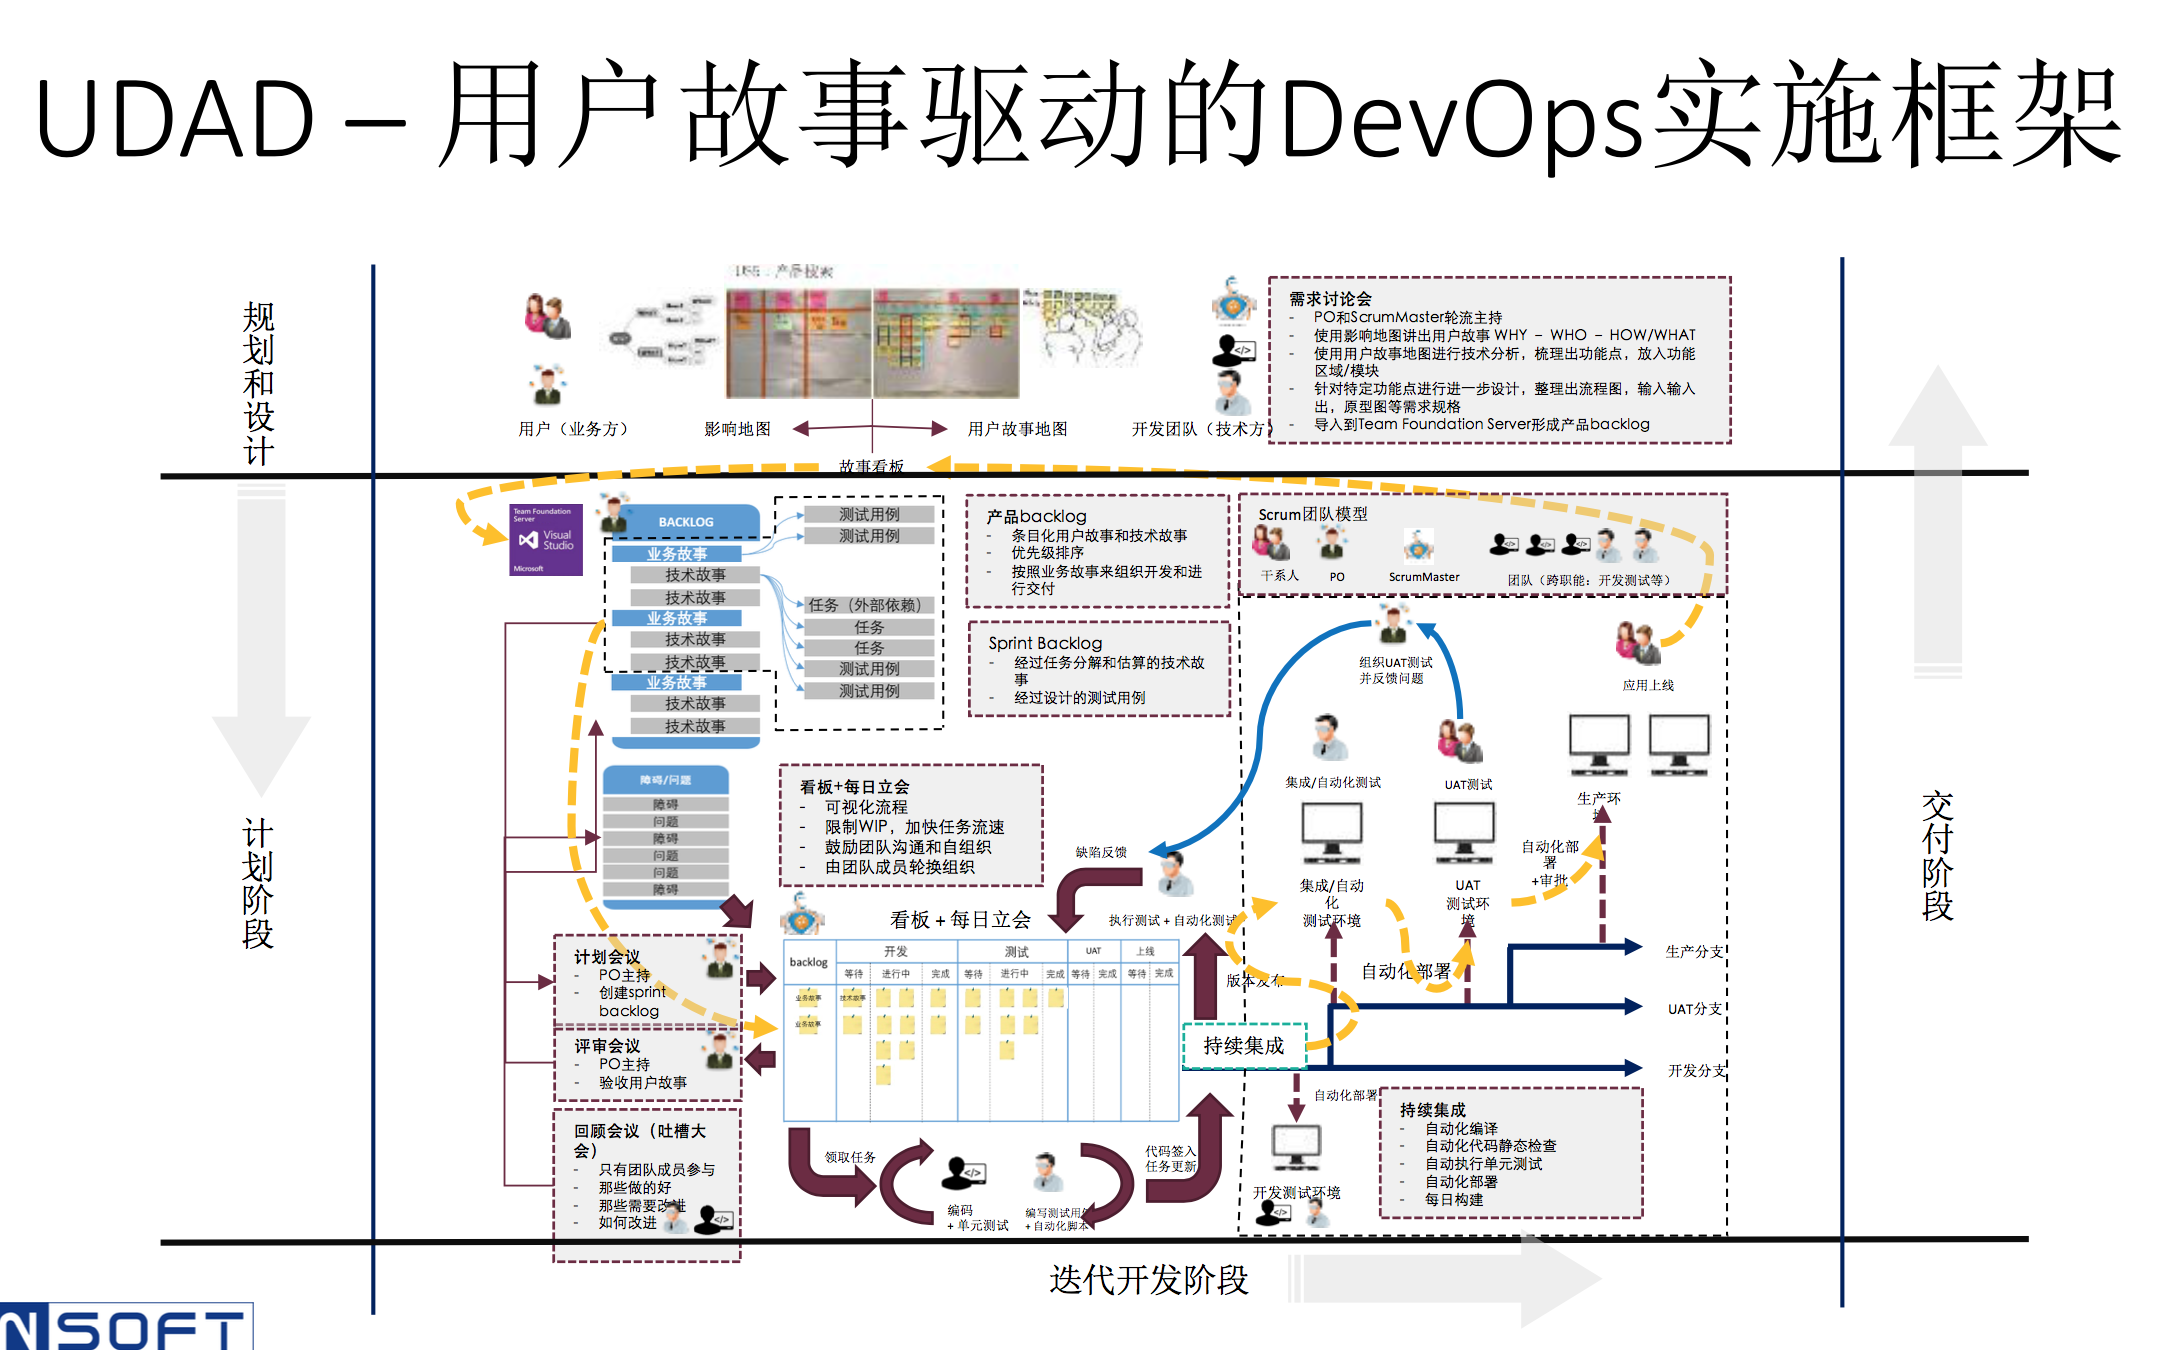 UDAD – 用户故事驱动的DevOps实施框架
规划和设计
计划阶段
交付阶段
迭代开发阶段
产品搜索
用户（业务方）
影响地图
用户故事地图
开发团队（技术方）
故事看板
需求讨论会
- PO和ScrumMaster轮流主持
- 使用影响地图讲出用户故事 WHY – WHO – HOW/WHAT
- 使用用户故事地图进行技术分析，梳理出功能点，放入功能
区域/模块
- 针对特定功能点进行进一步设计，整理出流程图，输入输入
出，原型图等需求规格
- 导入到Team Foundation Server形成产品backlog
Team Foundation
Server
Visual
Studio
Microsoft
BACKLOG
业务故事
技术故事
技术故事
业务故事
技术故事
技术故事
业务故事
技术故事
技术故事
测试用例
测试用例
任务（外部依赖）
任务
任务
测试用例
测试用例
产品backlog
- 条目化用户故事和技术故事
- 优先级排序
- 按照业务故事来组织开发和进
行交付
Sprint Backlog
- 经过任务分解和估算的技术故
事
- 经过设计的测试用例
Scrum团队模型
干系人
PO
ScrumMaster
团队（跨职能：开发测试等）
组织UAT测试
并反馈问题
应用上线
集成/自动化测试
UAT测试
生产环
集成/自动
化
测试环境
UAT
测试环
境
自动化部
署
+审批
自动化部署
生产分支
UAT分支
开发分支
障碍/问题
障碍
问题
障碍
问题
问题
障碍
看板+每日立会
- 可视化流程
- 限制WIP，加快任务流速
- 鼓励团队沟通和自组织
- 由团队成员轮换组织
缺陷反馈
执行测试 + 自动化测试
看板 + 每日立会
版本发布
持续集成
backlog
开发
测试
UAT
上线
等待 进行中 完成 等待 进行中 完成 等待 完成 等待 完成
业务故事
技术故事
业务故事
计划会议
- PO主持
- 创建sprint
backlog
评审会议
- PO主持
- 验收用户故事
回顾会议（吐槽大
会）
- 只有团队成员参与
- 那些做的好
- 那些需要改进
- 如何改进
领取任务
编码
+ 单元测试
编写测试用例
+ 自动化脚本
代码签入
任务更新
自动化部署
开发测试环境
持续集成
- 自动化编译
- 自动化代码静态检查
- 自动执行单元测试
- 自动化部署
- 每日构建
SOFT